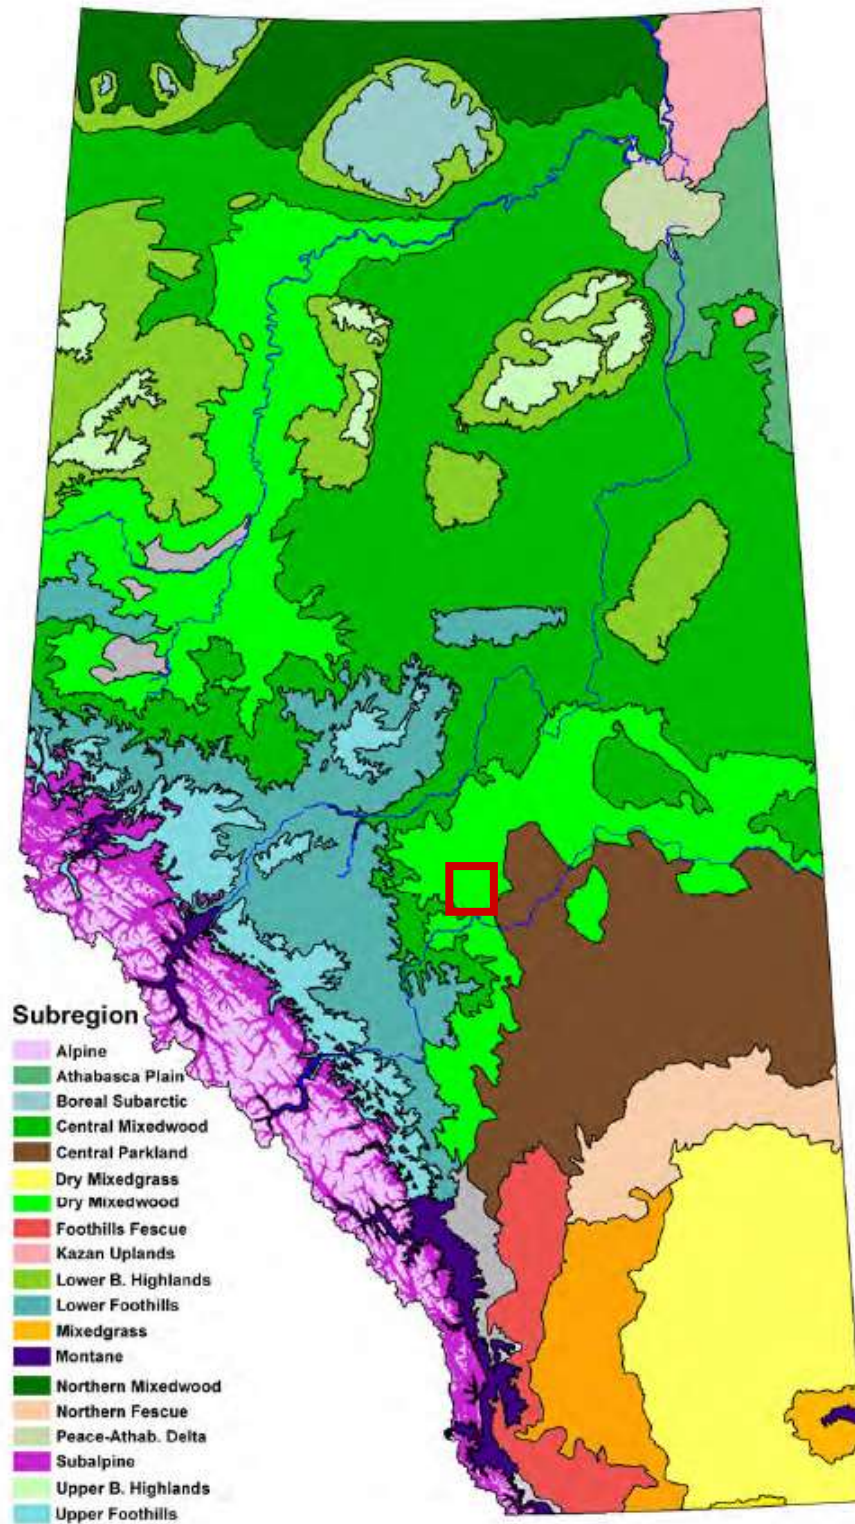 Subregion
Alpine
Athabasca Plain
Boreal Subarctic
Central Mixedwood
Central Parkland
Dry Mixedgrass
Dry Mixedwood
Foothills Fescue
Kazan Uplands
Lower B. Highlands
Lower Foothills
Mixedgrass
Montane
Northern Mixedwood
Northern Fescue
Peace-Athab. Delta
Subalpine
Upper B. Highlands
Upper Foothills